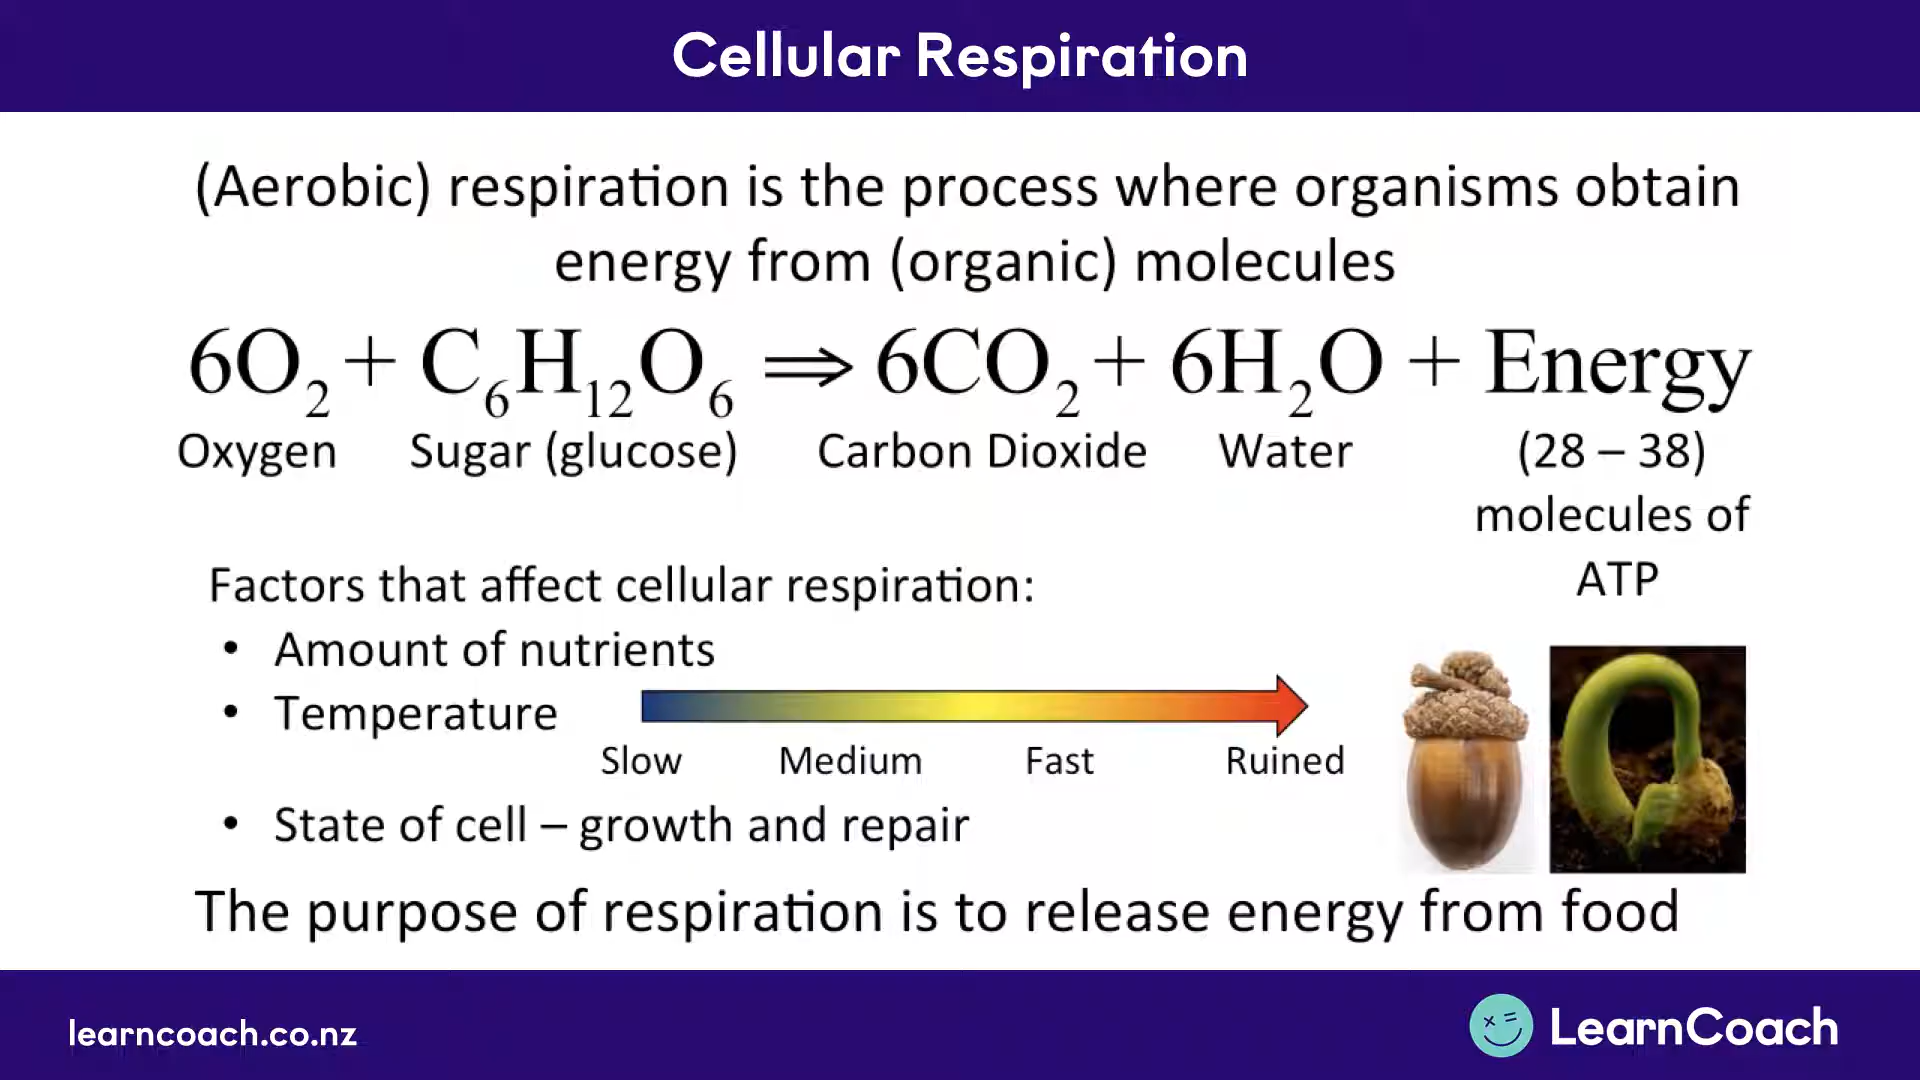 Cellular Respiration
(Aerobic) respiration is the process where organisms obtain
energy from (organic) molecules
6O₂ + C₆H₁₂O₆ ⇒ 6CO₂ + 6H₂O + Energy
Oxygen Sugar (glucose) Carbon Dioxide Water (28 – 38)
molecules of
ATP
Factors that affect cellular respiration:
• Amount of nutrients
• Temperature
Slow Medium Fast Ruined
• State of cell – growth and repair
The purpose of respiration is to release energy from food
learncoach.co.nz
LearnCoach